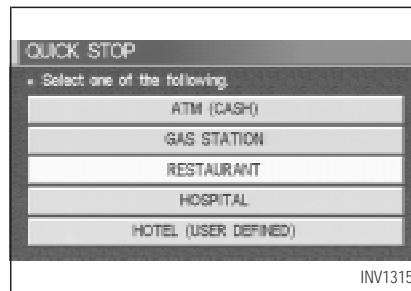 QUICK STOP
Select one of the following.
ATM (CASH)
GAS STATION
RESTAURANT
HOSPITAL
HOTEL (USER DEFINED)
INV1315